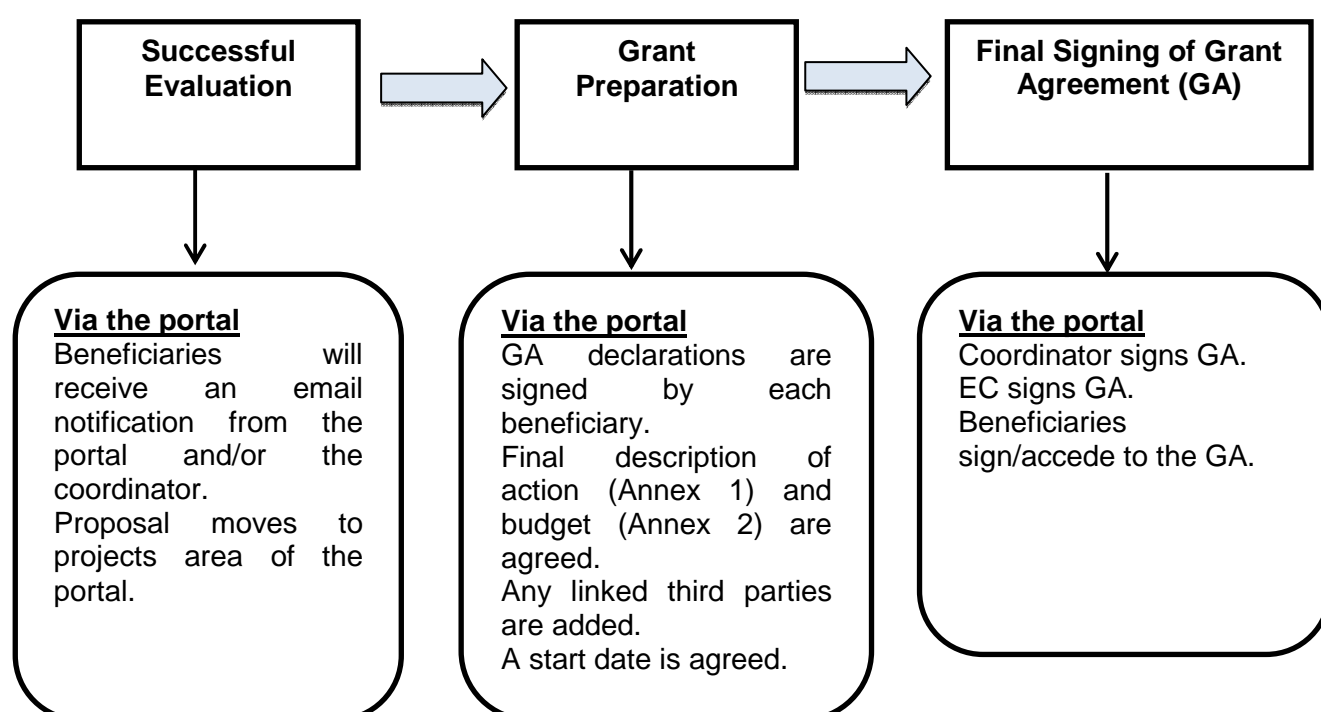 Successful
Evaluation
Grant
Preparation
Final Signing of Grant
Agreement (GA)
Via the portal
Beneficiaries will
receive an email
notification from the
portal and/or the
coordinator.
Proposal moves to
projects area of the
portal.
Via the portal
GA declarations are
signed by each
beneficiary.
Final description of
action (Annex 1) and
budget (Annex 2) are
agreed.
Any linked third parties
are added.
A start date is agreed.
Via the portal
Coordinator signs GA.
EC signs GA.
Beneficiaries
sign/accede to the GA.